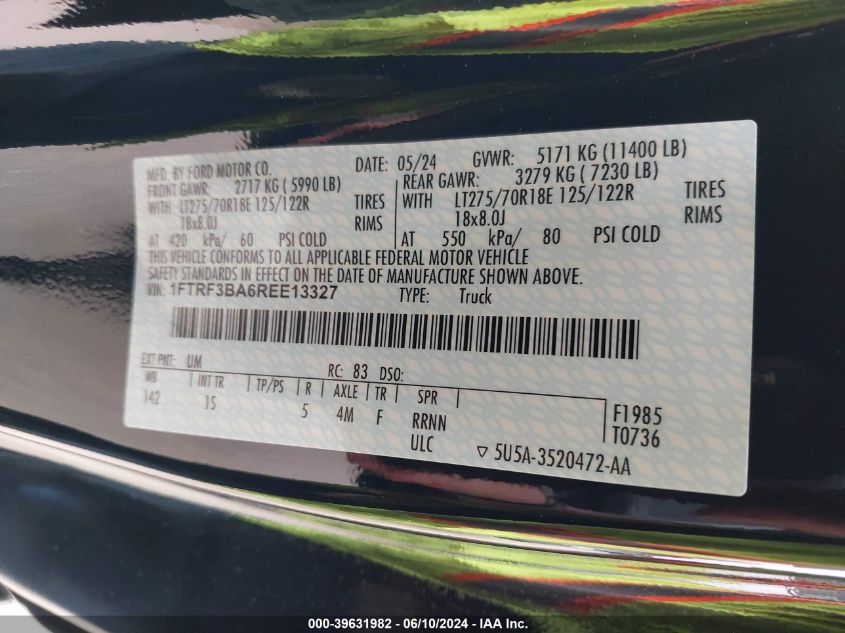 MFD. BY FORD MOTOR CO.
DATE: 05/24 GVWR: 5171 KG (11400 LB)
FRONT GAWR: 2717 KG ( 5990 LB)
REAR GAWR: 3279 KG ( 7230 LB)
WITH LT275/70R18E 125/122R TIRES
WITH LT275/70R18E 125/122R TIRES
18x8.0J RIMS
18x8.0J RIMS
AT 420 kPa/ 60 PSI COLD
AT 550 kPa/ 80 PSI COLD
THIS VEHICLE CONFORMS TO ALL APPLICABLE FEDERAL MOTOR VEHICLE
SAFETY STANDARDS IN EFFECT ON THE DATE OF MANUFACTURE SHOWN ABOVE.
VIN: 1FTRF3BA6REE13327 TYPE: Truck
EXT PNT: UM RC: 83 DSO:
WB INT TR TP/PS R AXLE TR SPR
142 15 5 4M F RRNN
ULC
F1985
T0736
5U5A-3520472-AA
000-39631982 - 06/10/2024 - IAA Inc.